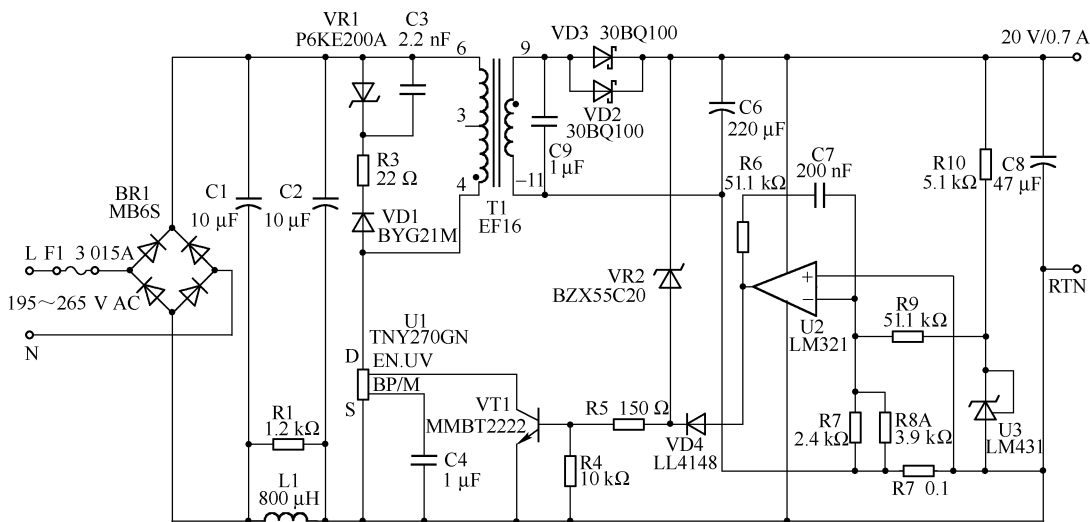 VR1
P6KE200A
C3
2.2 nF
6
3
4
9
−11
T1
EF16
VD3 30BQ100
VD2
30BQ100
C9
1 μF
20 V/0.7 A
C6
220 μF
R6
51.1 kΩ
C7
200 nF
R10
5.1 kΩ
C8
47 μF
R3
22 Ω
VD1
BYG21M
C1
10 μF
C2
10 μF
BR1
MB6S
L F1 3 015A
195～265 V AC
N
VR2
BZX55C20
+
−
U2
LM321
R9
51.1 kΩ
RTN
U1
TNY270GN
D
EN.UV
BP/M
S
VT1
MMBT2222
R5 150 Ω
VD4
LL4148
R7
2.4 kΩ
R8A
3.9 kΩ
U3
LM431
R1
1.2 kΩ
L1
800 μH
C4
1 μF
R4
10 kΩ
R7 0.1